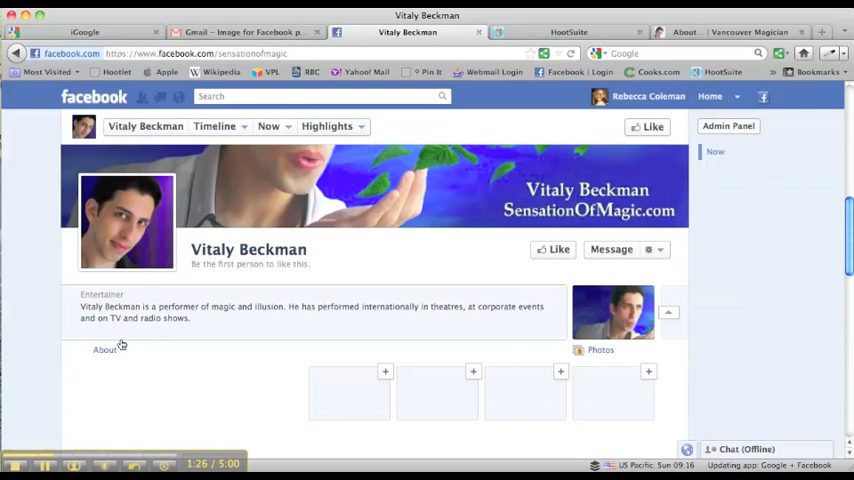 Vitaly Beckman
iGoogle
Gmail – Image for Facebook p...
Vitaly Beckman
HootSuite
About... | Vancouver Magician
facebook.com
https://www.facebook.com/sensationofmagic
Google
Most Visited
Hootlet
Apple
Wikipedia
VPL
RBC
Yahoo! Mail
Pin It
Webmail Login
Facebook | Login
Cooks.com
HootSuite
Bookmarks
facebook
Search
Rebecca Coleman
Home
Vitaly Beckman
Timeline
Now
Highlights
Like
Admin Panel
Now
Vitaly Beckman
SensationOfMagic.com
Vitaly Beckman
Be the first person to like this.
Like
Message
Entertainer
Vitaly Beckman is a performer of magic and illusion. He has performed internationally in theatres, at corporate events
and on TV and radio shows.
About
Photos
Chat (Offline)
1:26 / 5:00
US Pacific: Sun 09:16
Updating app: Google + Facebook